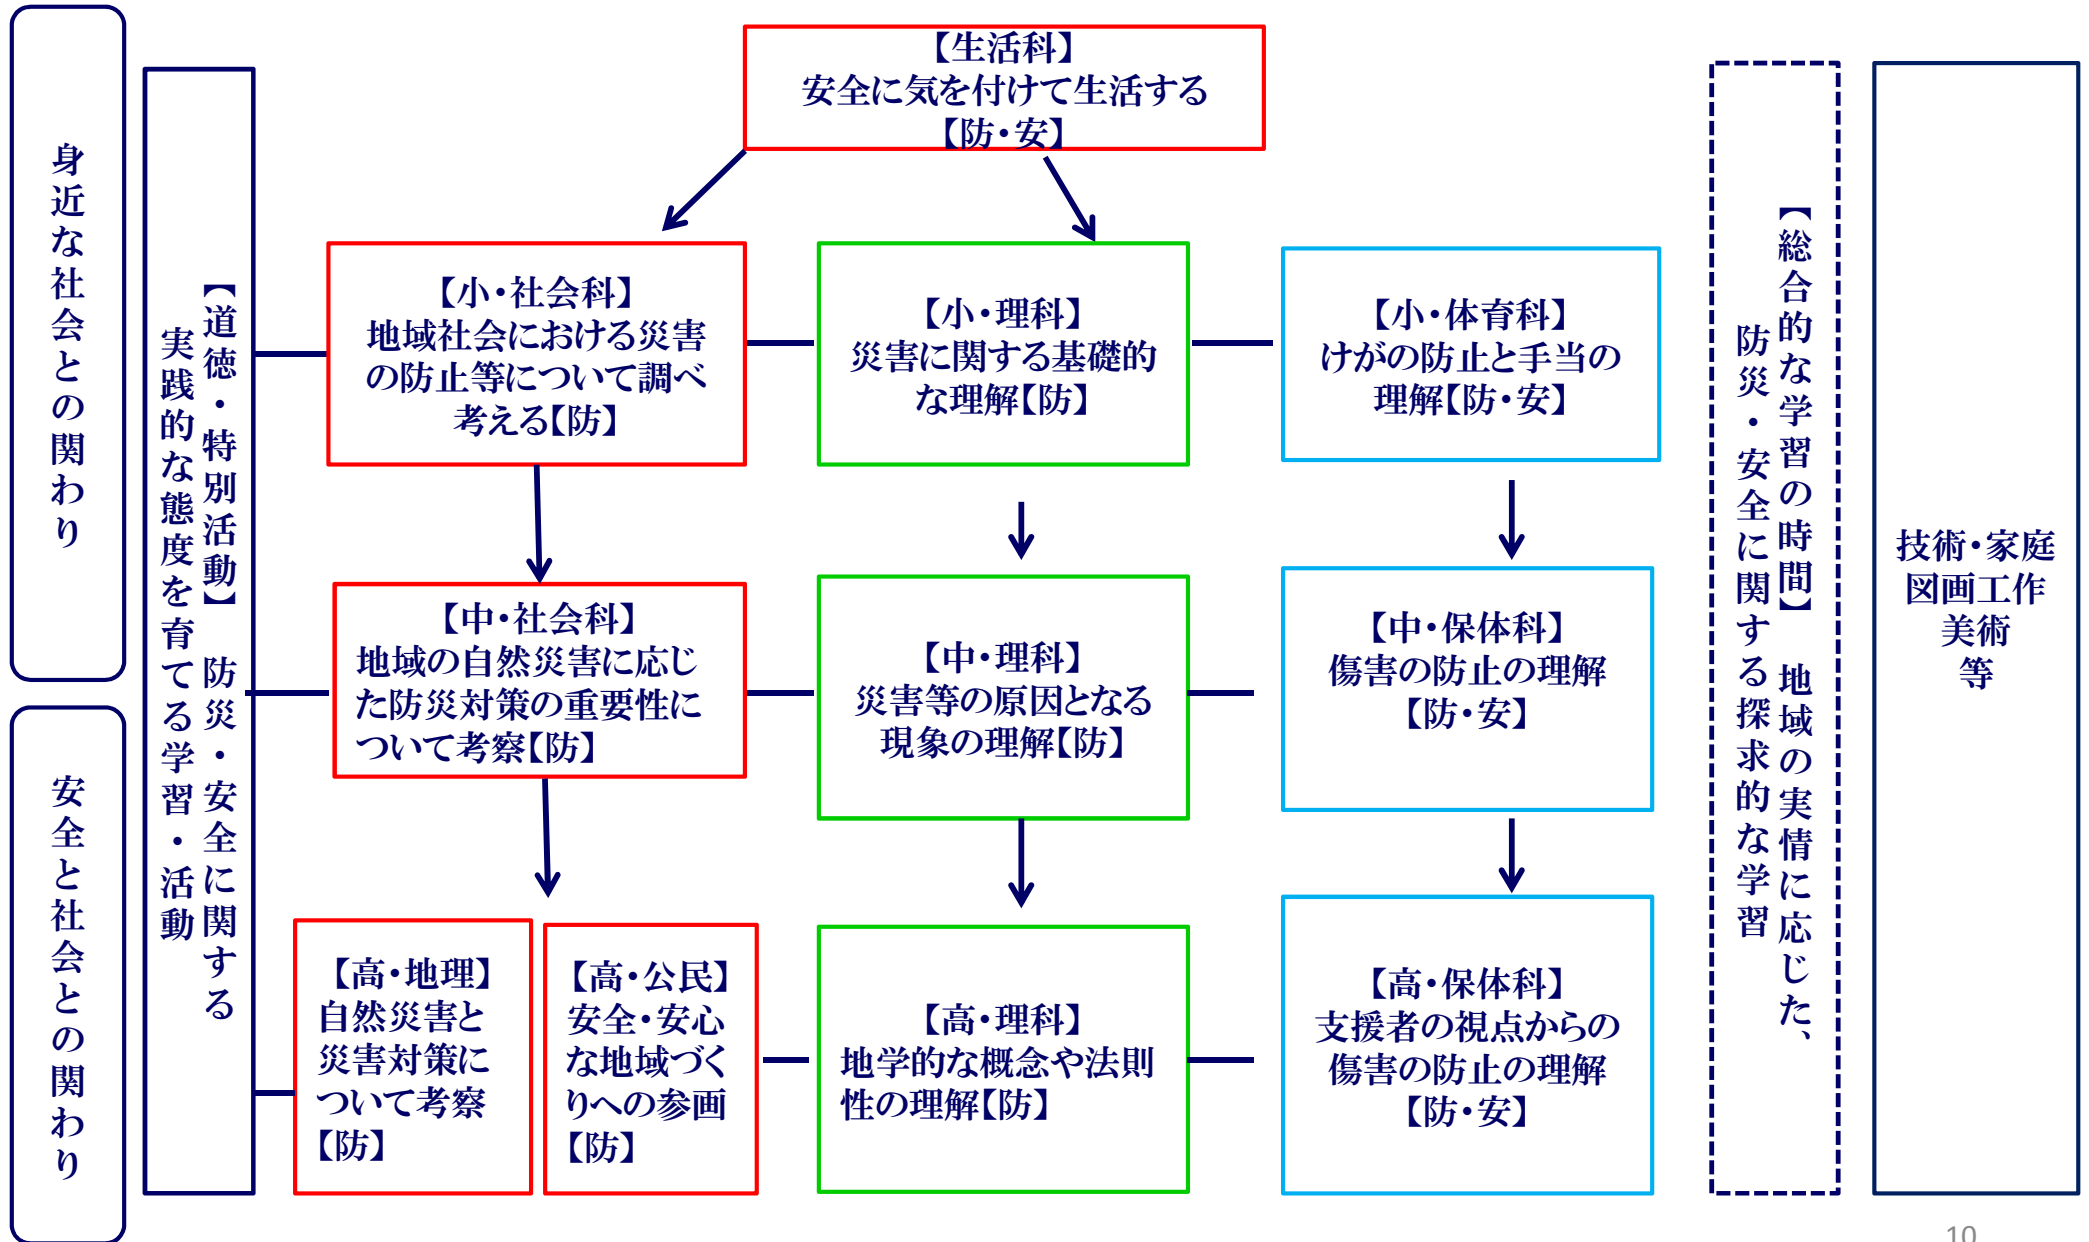 身近な社会との関わり
安全と社会との関わり
【道徳・特別活動】　防災・安全に関する
実践的な態度を育てる学習・活動
【生活科】
安全に気を付けて生活する
【防・安】
【小・社会科】
地域社会における災害
の防止等について調べ
考える【防】
【小・理科】
災害に関する基礎的
な理解【防】
【小・体育科】
けがの防止と手当の
理解【防・安】
【中・社会科】
地域の自然災害に応じ
た防災対策の重要性に
ついて考察【防】
【中・理科】
災害等の原因となる
現象の理解【防】
【中・保体科】
傷害の防止の理解
【防・安】
【高・地理】
自然災害と
災害対策に
ついて考察
【防】
【高・公民】
安全・安心
な地域づく
りへの参画
【防】
【高・理科】
地学的な概念や法則
性の理解【防】
【高・保体科】
支援者の視点からの
傷害の防止の理解
【防・安】
【総合的な学習の時間】　地域の実情に応じた、
防災・安全に関する探求的な学習
技術・家庭
図画工作
美術
等
10